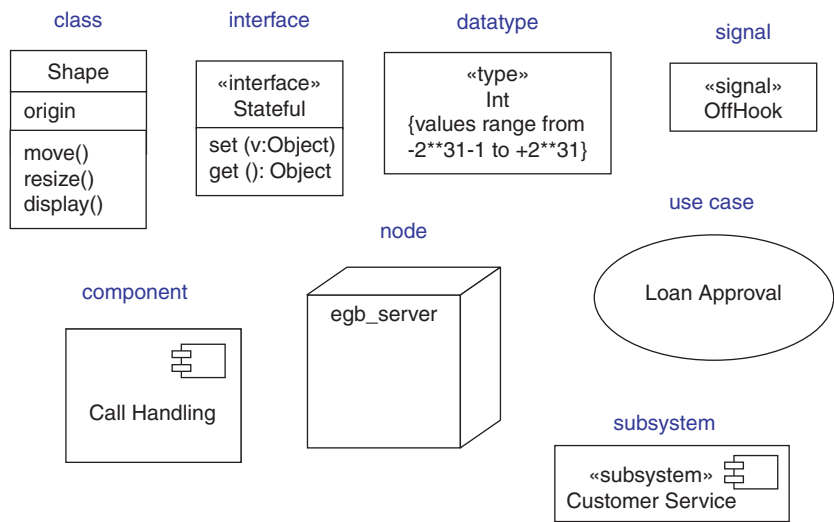 class
Shape
origin
move()
resize()
display()
interface
«interface»
Stateful
set (v:Object)
get (): Object
datatype
«type»
Int
{values range from
-2**31-1 to +2**31}
signal
«signal»
OffHook
component
Call Handling
node
egb_server
use case
Loan Approval
subsystem
«subsystem»
Customer Service